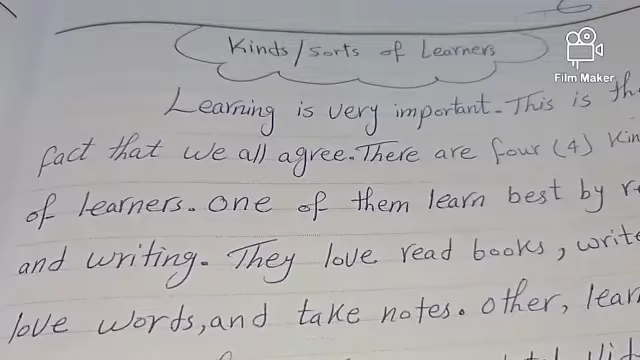 Kinds/sorts of Learners
Film Maker
Learning is very important. This is the
fact that we all agree. There are four (4) Kin
of learners. One of them learn best by re
and writing. They love read books, write
love words, and take notes. Other, lear